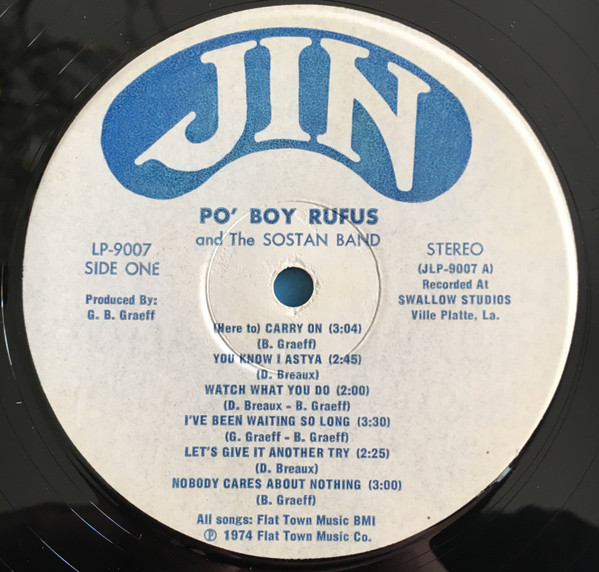 JIN
PO' BOY RUFUS
and The SOSTAN BAND
LP-9007
SIDE ONE
Produced By:
G. B. Graeff
STEREO
(JLP-9007 A)
Recorded At
SWALLOW STUDIOS
Ville Platte, La.
(Here to) CARRY ON (3:04)
(B. Graeff)
YOU KNOW I ASTYA (2:45)
(D. Breaux)
WATCH WHAT YOU DO (2:00)
(D. Breaux - B. Graeff)
I'VE BEEN WAITING SO LONG (3:30)
(G. Graeff - B. Graeff)
LET'S GIVE IT ANOTHER TRY (2:25)
(D. Breaux)
NOBODY CARES ABOUT NOTHING (3:00)
(B. Graeff)
All songs: Flat Town Music BMI
℗ 1974 Flat Town Music Co.